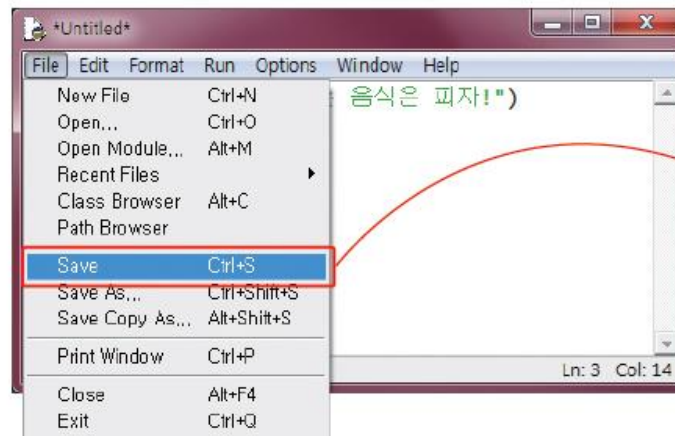 *Untitled*
File Edit Format Run Options Window Help
New File Ctrl+N
Open... Ctrl+O
Open Module... Alt+M
Recent Files
Class Browser Alt+C
Path Browser
Save Ctrl+S
Save As... Ctrl+Shift+S
Save Copy As... Alt+Shift+S
Print Window Ctrl+P
Close Alt+F4
Exit Ctrl+Q
음식은 피자!")
Ln: 3 Col: 14